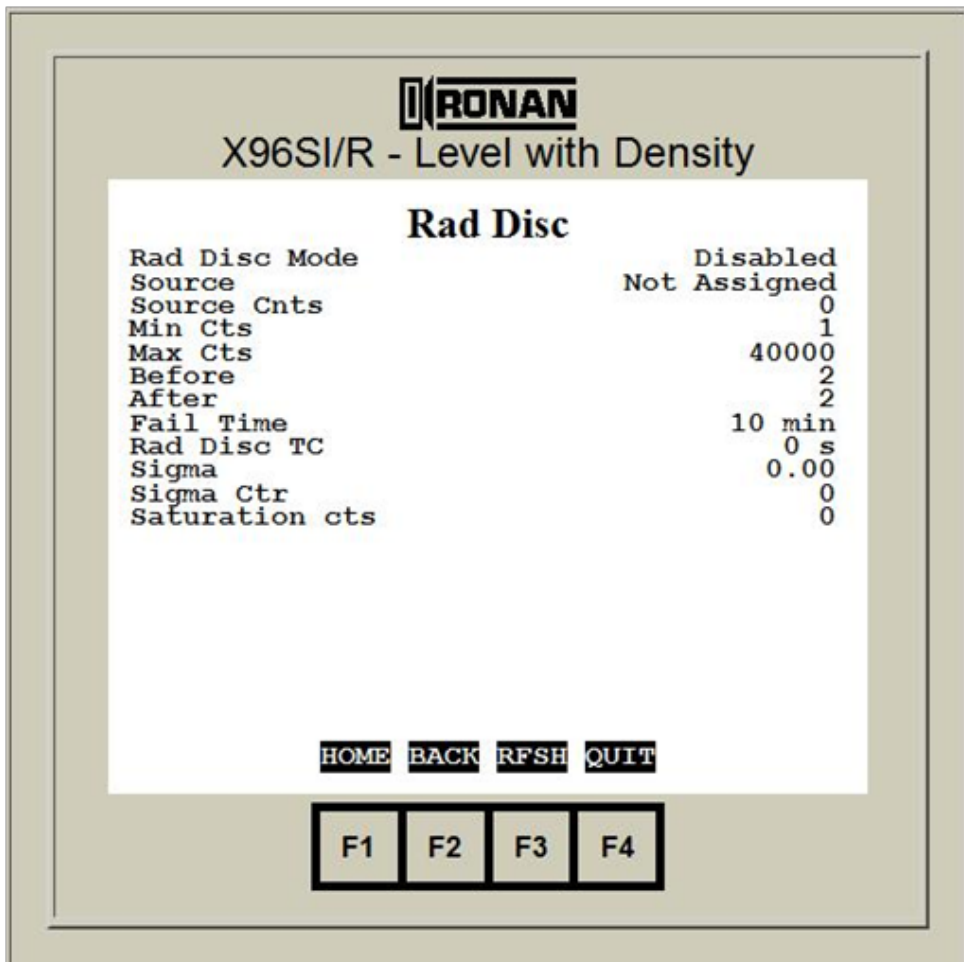 RONAN
X96SI/R - Level with Density
Rad Disc
Rad Disc Mode Disabled
Source Not Assigned
Source Cnts 0
Min Cts 1
Max Cts 40000
Before 2
After 2
Fail Time 10 min
Rad Disc TC 0 s
Sigma 0.00
Sigma Ctr 0
Saturation cts 0
HOME BACK RFSH QUIT
F1 F2 F3 F4